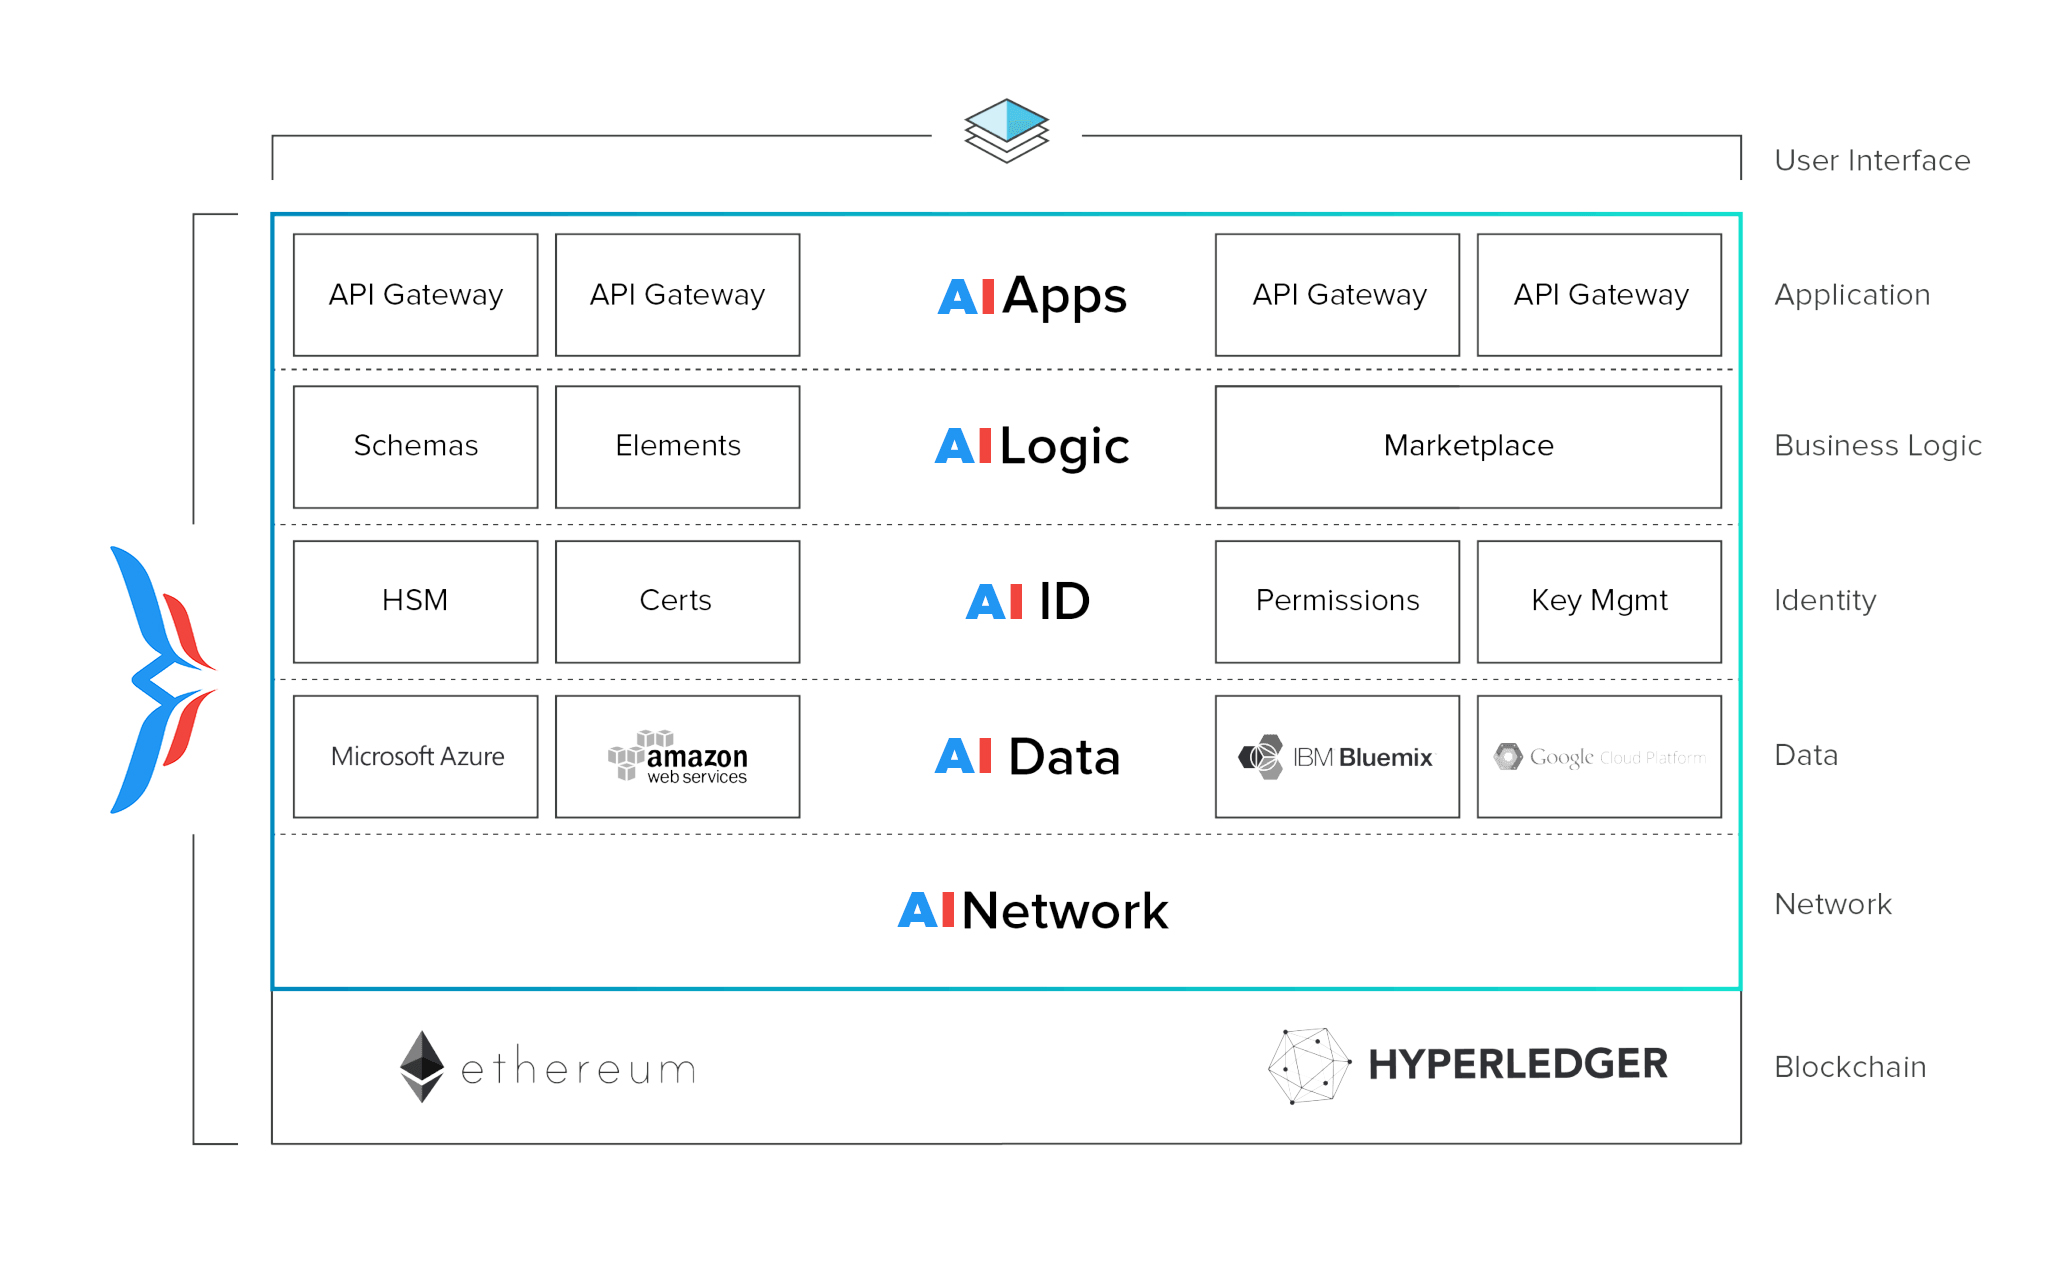 User Interface
API Gateway API Gateway AI Apps API Gateway API Gateway Application
Schemas Elements AI Logic Marketplace Business Logic
HSM Certs AI ID Permissions Key Mgmt Identity
Microsoft Azure amazon web services AI Data IBM Bluemix Google Cloud Platform Data
AI Network Network
ethereum HYPERLEDGER Blockchain